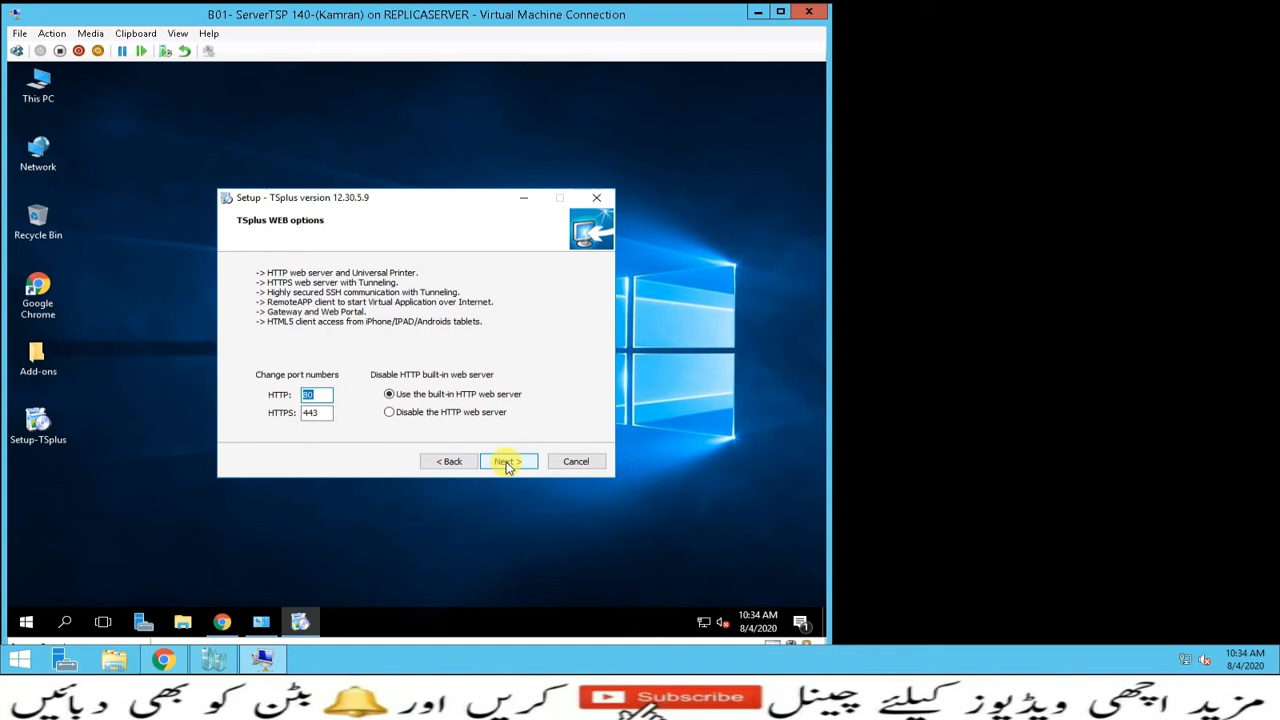 B01- ServerTSP 140-(Kamran) on REPLICASERVER - Virtual Machine Connection
File Action Media Clipboard View Help
This PC
Network
Recycle Bin
Google
Chrome
Add-ons
Setup-TSplus
Setup - TSplus version 12.30.5.9
TSplus WEB options
-> HTTP web server and Universal Printer.
-> HTTPS web server with Tunneling.
-> Highly secured SSH communication with Tunneling.
-> RemoteAPP client to start Virtual Application over Internet.
-> Gateway and Web Portal.
-> HTML5 client access from iPhone/IPAD/Androids tablets.
Change port numbers
HTTP: 80
HTTPS: 443
Disable HTTP built-in web server
Use the built-in HTTP web server
Disable the HTTP web server
< Back Next > Cancel
10:34 AM
8/4/2020
1
10:34 AM
8/4/2020
مزید اچھی ویڈیوز کیلئے چینل Subscribe کریں اور بٹن کو بھی دبائیں